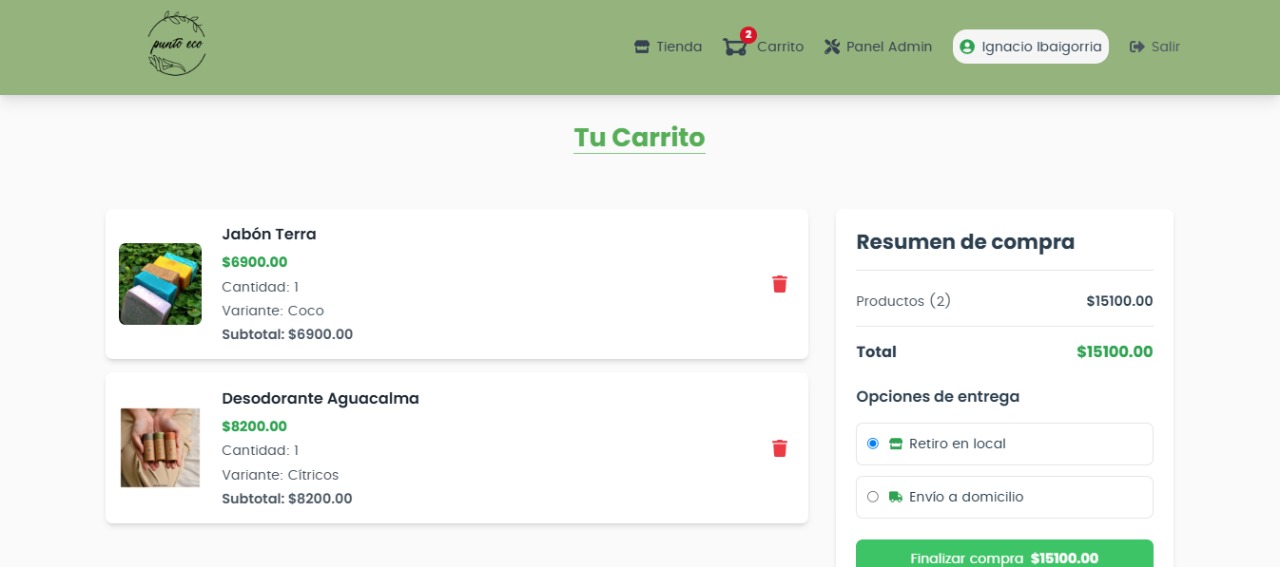 punto eco
Tienda
2
Carrito
Panel Admin
Ignacio Ibaigorria
Salir
Tu Carrito
Jabón Terra
$6900.00
Cantidad: 1
Variante: Coco
Subtotal: $6900.00
Desodorante Aguacalma
$8200.00
Cantidad: 1
Variante: Cítricos
Subtotal: $8200.00
Resumen de compra
Productos (2) $15100.00
Total $15100.00
Opciones de entrega
Retiro en local
Envío a domicilio
Finalizar compra $15100.00